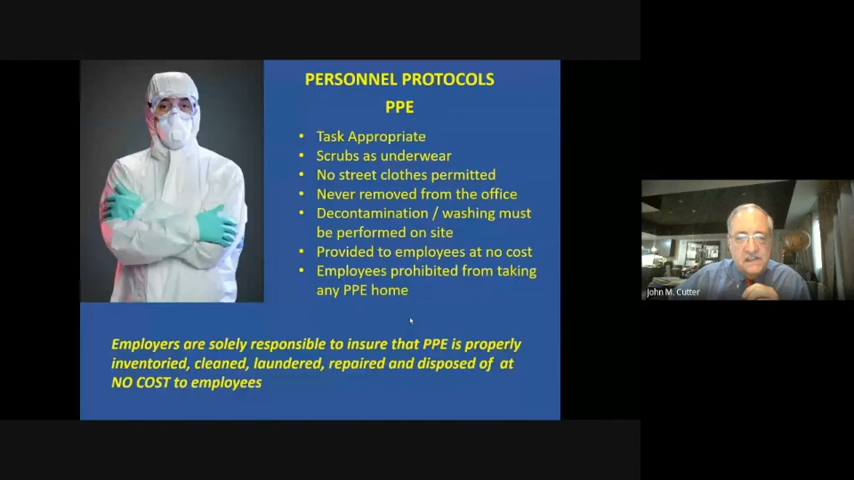 PERSONNEL PROTOCOLS
PPE
• Task Appropriate
• Scrubs as underwear
• No street clothes permitted
• Never removed from the office
• Decontamination / washing must
be performed on site
• Provided to employees at no cost
• Employees prohibited from taking
any PPE home
Employers are solely responsible to insure that PPE is properly
inventoried, cleaned, laundered, repaired and disposed of at
NO COST to employees
John M. Cutter